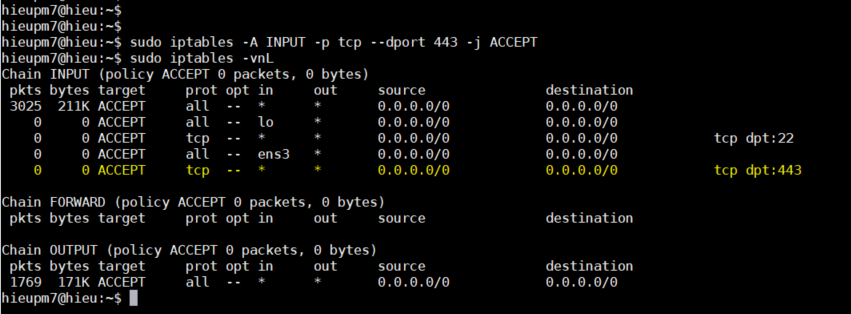 hieupm7@hieu:~$
hieupm7@hieu:~$
hieupm7@hieu:~$ sudo iptables -A INPUT -p tcp --dport 443 -j ACCEPT
hieupm7@hieu:~$ sudo iptables -vnL
Chain INPUT (policy ACCEPT 0 packets, 0 bytes)
 pkts bytes target     prot opt in     out     source               destination
 3025  211K ACCEPT     all  --  *      *       0.0.0.0/0            0.0.0.0/0
    0     0 ACCEPT     all  --  lo     *       0.0.0.0/0            0.0.0.0/0
    0     0 ACCEPT     tcp  --  *      *       0.0.0.0/0            0.0.0.0/0            tcp dpt:22
    0     0 ACCEPT     all  --  ens3   *       0.0.0.0/0            0.0.0.0/0
    0     0 ACCEPT     tcp  --  *      *       0.0.0.0/0            0.0.0.0/0            tcp dpt:443
Chain FORWARD (policy ACCEPT 0 packets, 0 bytes)
 pkts bytes target     prot opt in     out     source               destination
Chain OUTPUT (policy ACCEPT 0 packets, 0 bytes)
 pkts bytes target     prot opt in     out     source               destination
 1769  171K ACCEPT     all  --  *      *       0.0.0.0/0            0.0.0.0/0
hieupm7@hieu:~$